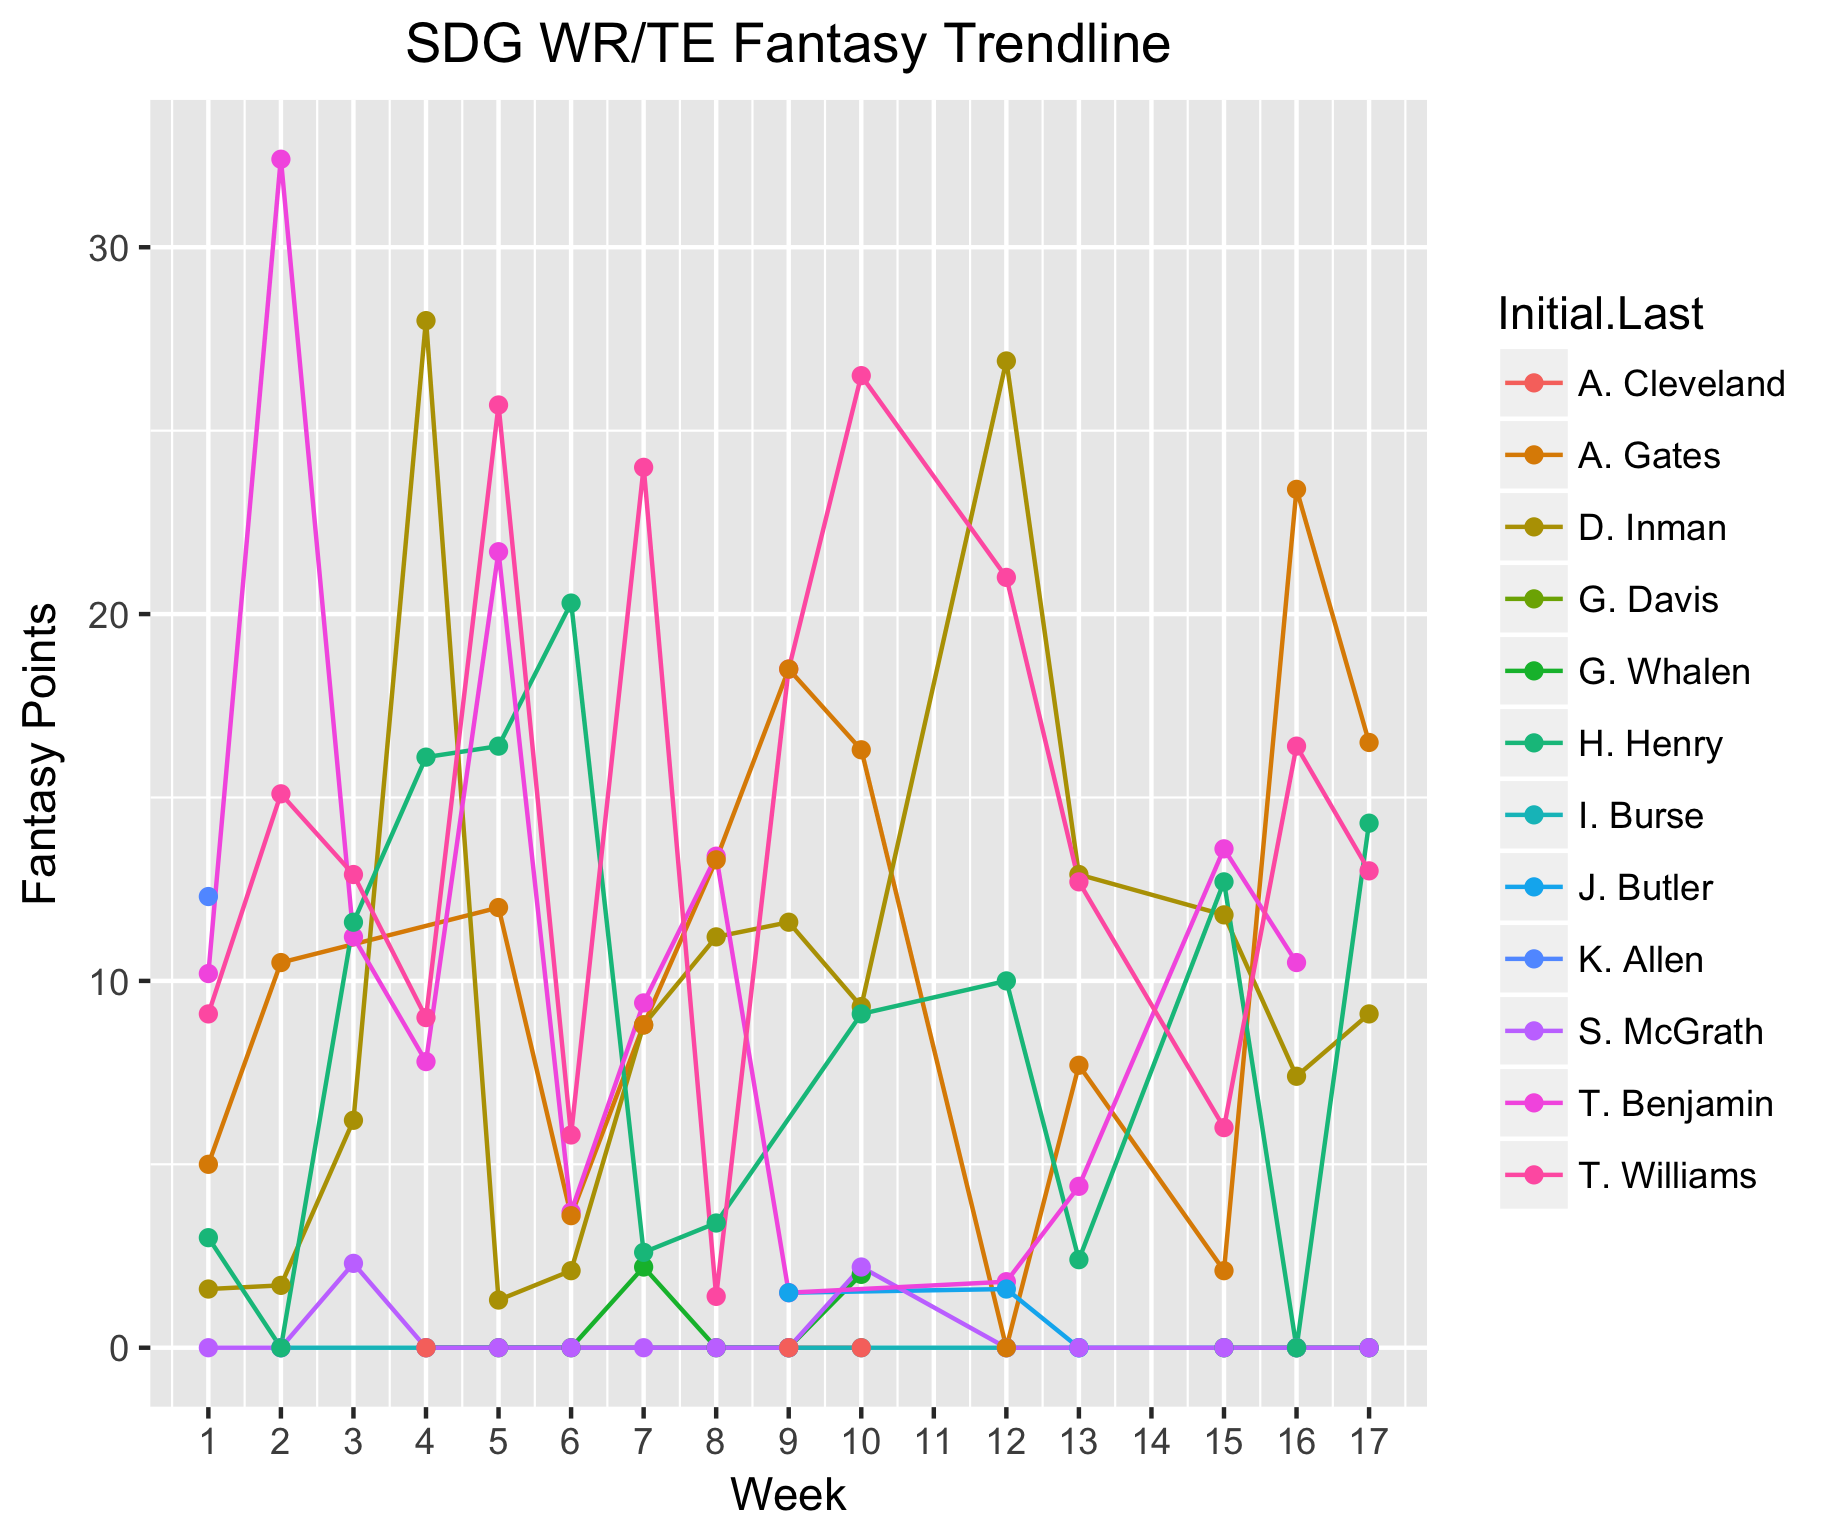 SDG WR/TE Fantasy Trendline
Fantasy Points
30
20
10
0
1 2 3 4 5 6 7 8 9 10 11 12 13 14 15 16 17
Week
Initial.Last
A. Cleveland
A. Gates
D. Inman
G. Davis
G. Whalen
H. Henry
I. Burse
J. Butler
K. Allen
S. McGrath
T. Benjamin
T. Williams